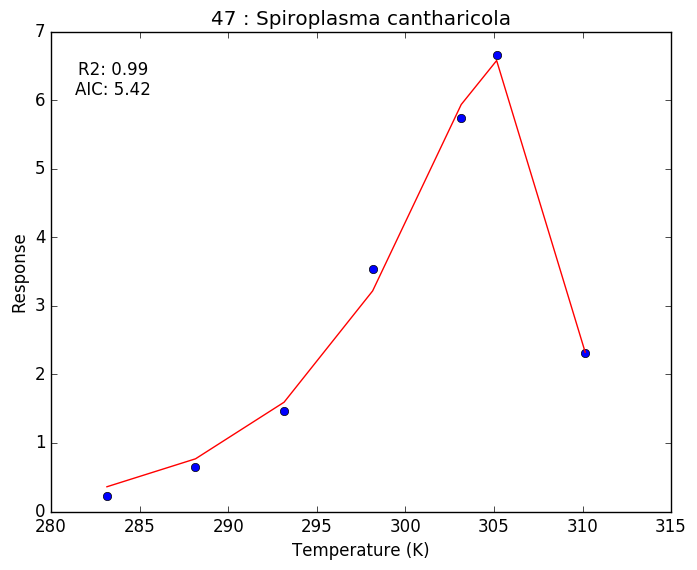 47 : Spiroplasma cantharicola
R2: 0.99
AIC: 5.42
Response
7
6
5
4
3
2
1
0
280 285 290 295 300 305 310 315
Temperature (K)